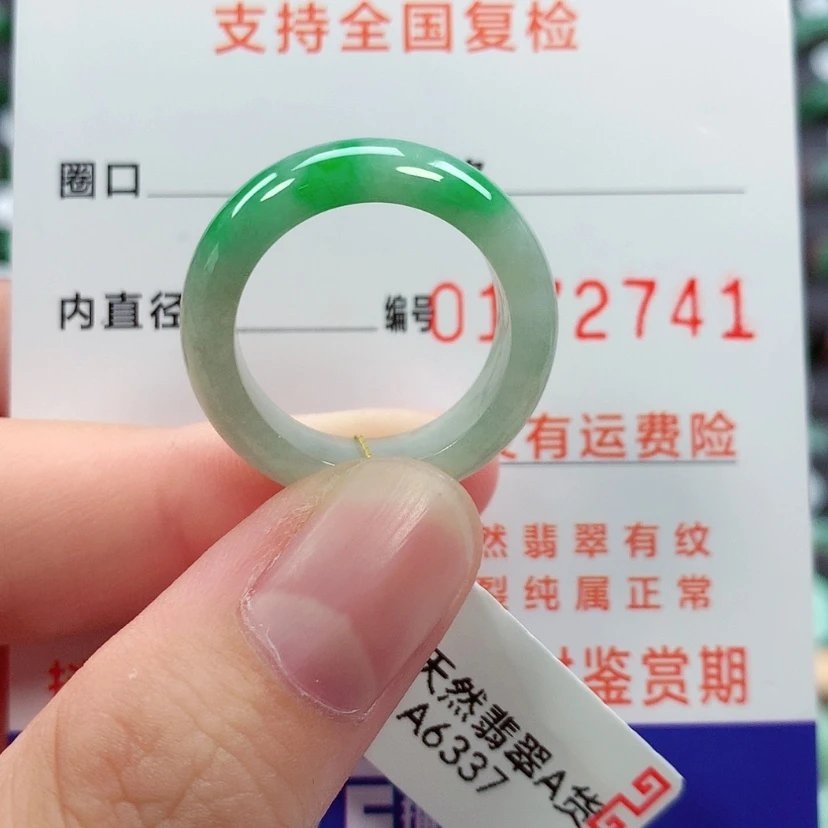 支持全国复检
圈口
内直径 编号 01 2741
有运费险
然翡翠有纹
裂纯属正常
鉴赏期
天然翡翠A货
A6337